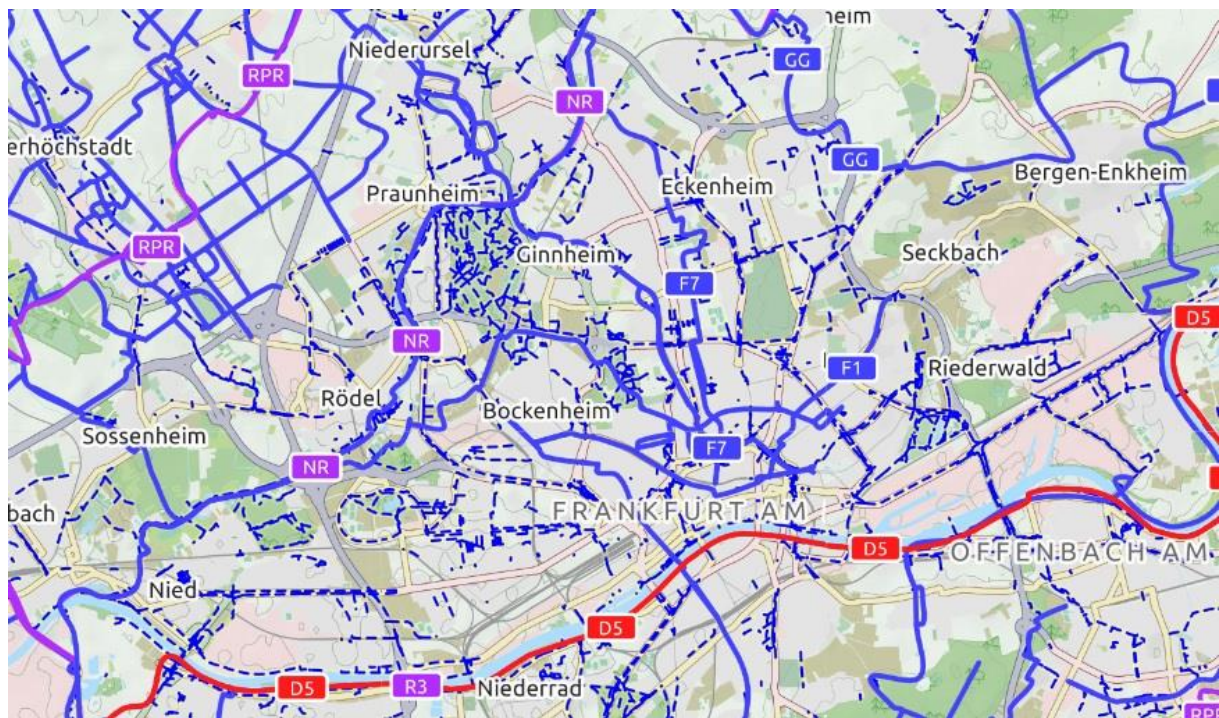 heim
Niederursel
GG
RPR
NR
erhöchstadt
GG
Bergen-Enkheim
Praunheim
Eckenheim
RPR
Ginnheim
Seckbach
F7
D5
NR
F1
Riederwald
Rödel
Bockenheim
Sossenheim
F7
NR
bach
FRANKFURT AM
D5
OFFENBACH AM
Nied
D5
D5
R3
Niederrad
RPR